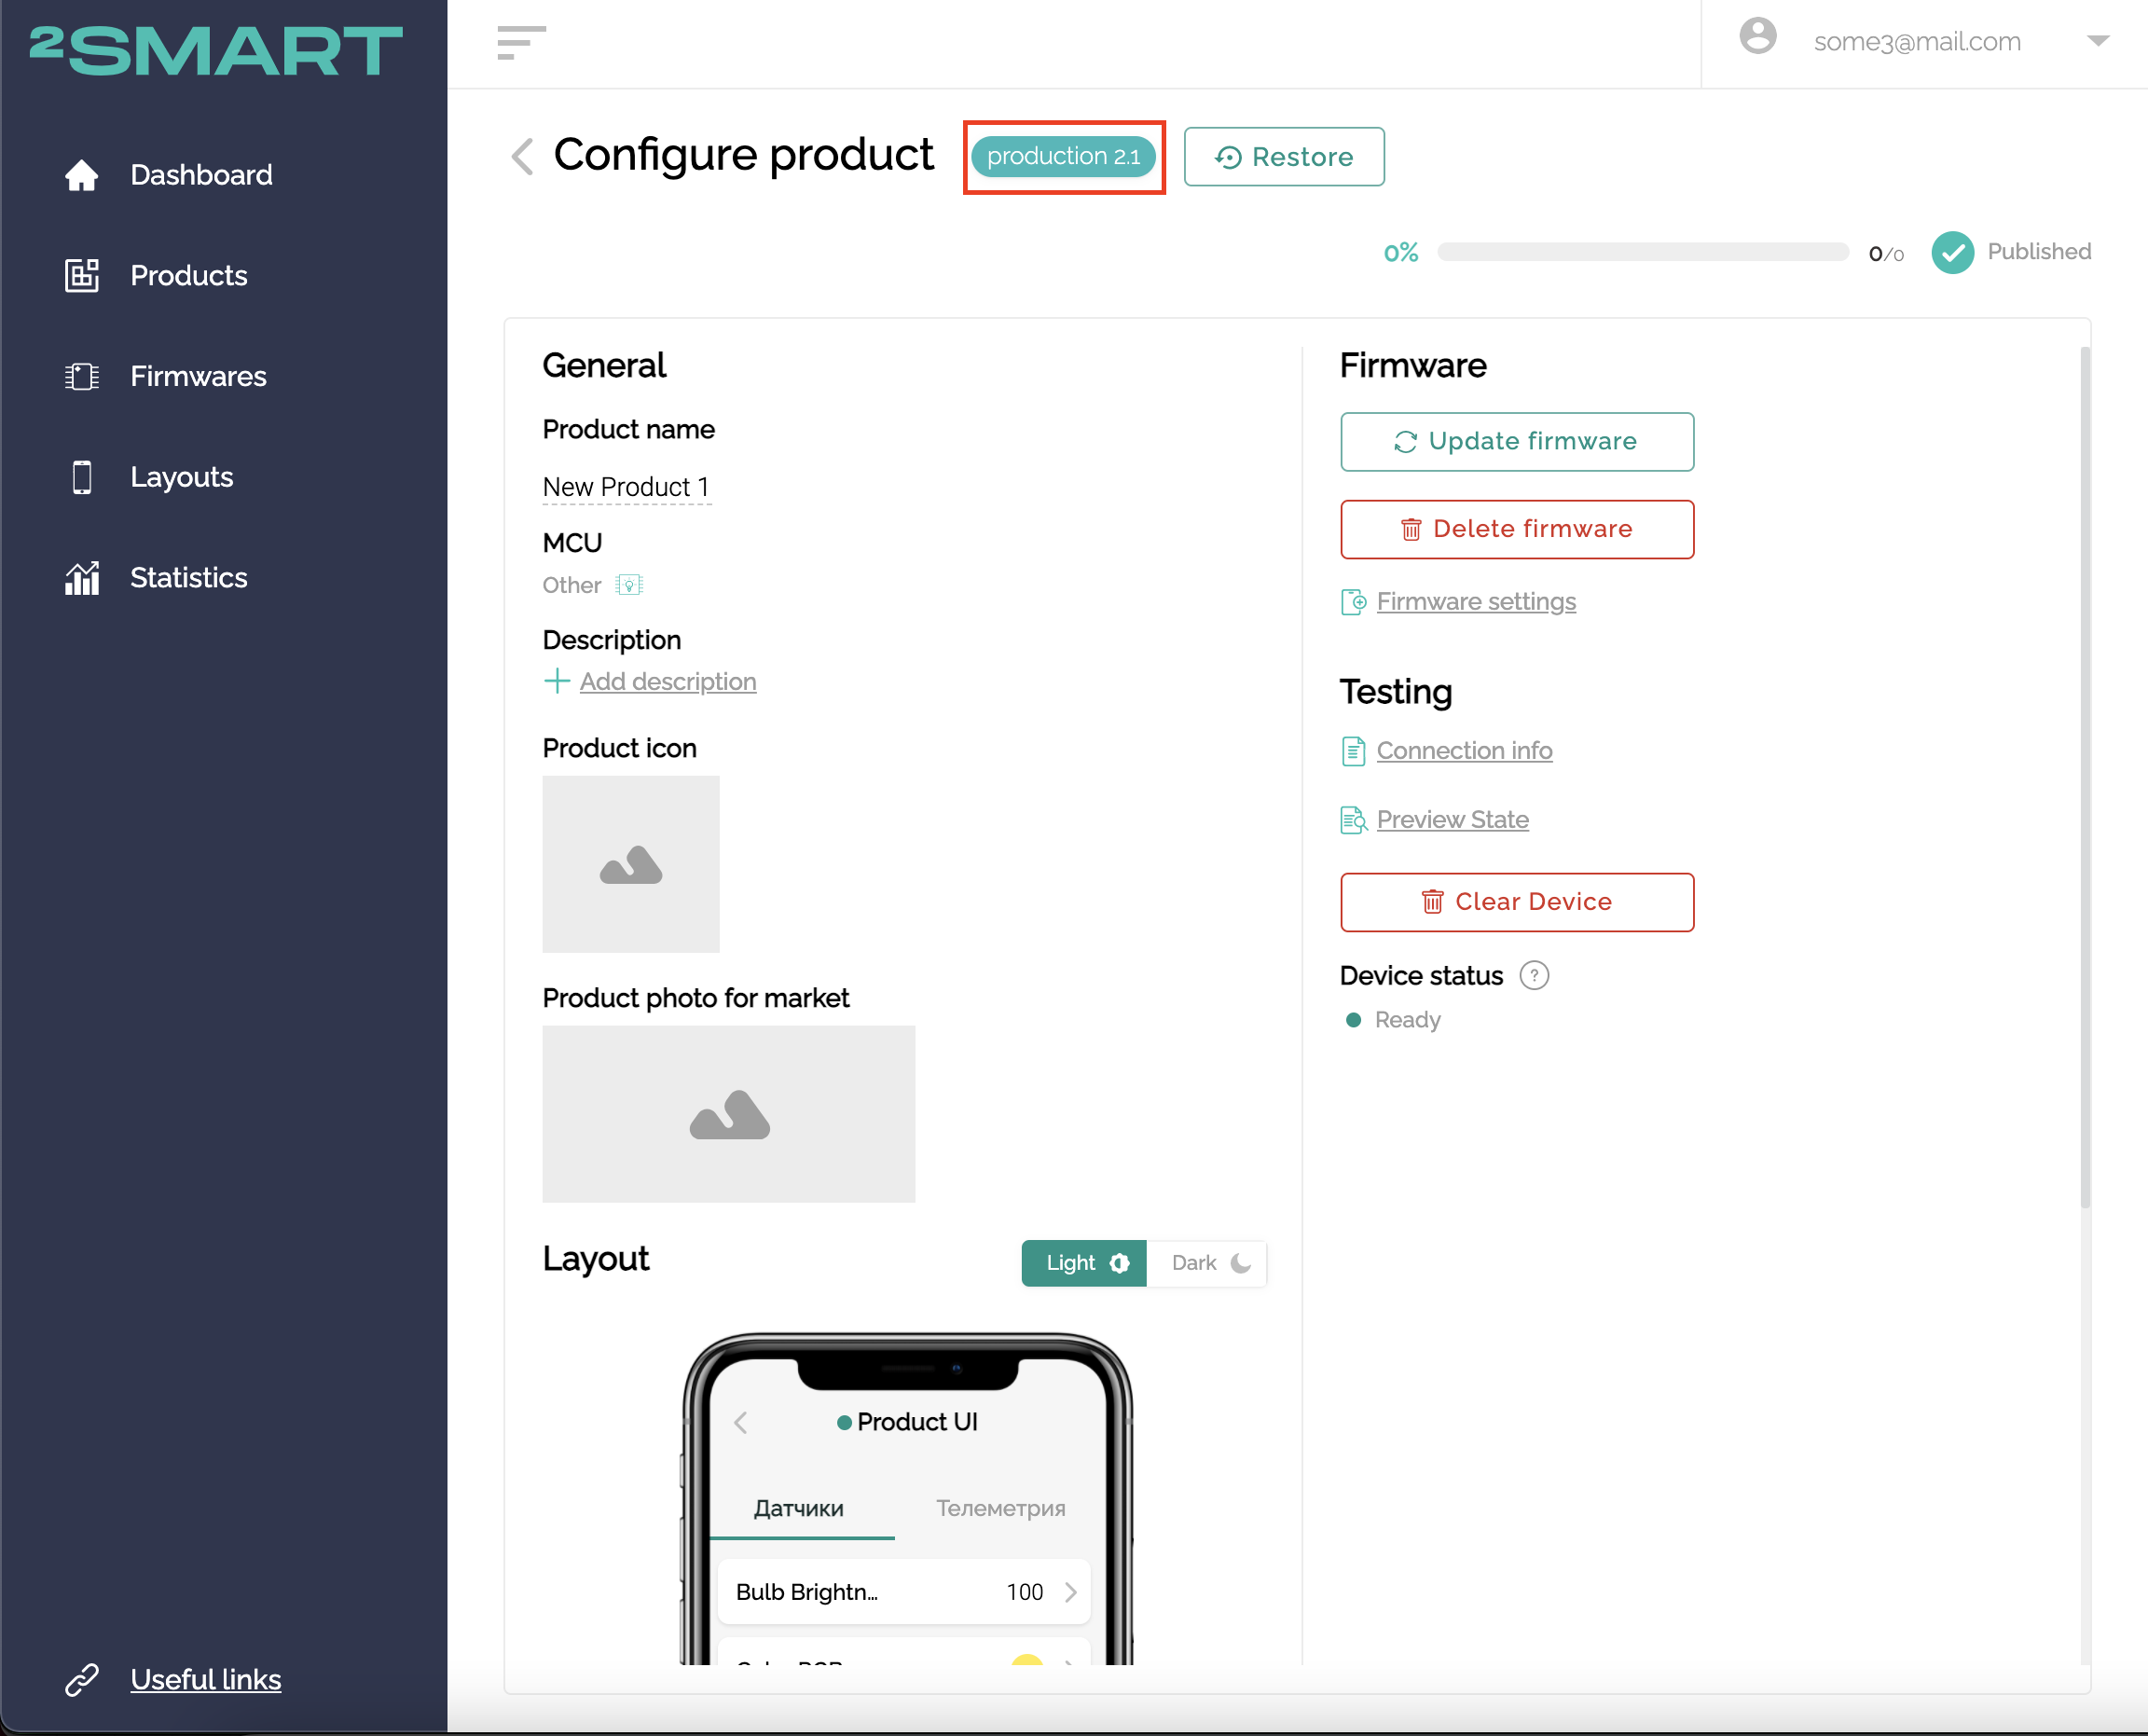 2SMART
some3@mail.com
Dashboard
Products
Firmwares
Layouts
Statistics
Useful links
Configure product
production 2.1
Restore
0%
0/0
Published
General
Product name
New Product 1
MCU
Other
Description
Add description
Product icon
Product photo for market
Layout
Light
Dark
Product UI
Датчики
Телеметрия
Bulb Brightn...
100
Firmware
Update firmware
Delete firmware
Firmware settings
Testing
Connection info
Preview State
Clear Device
Device status ?
Ready